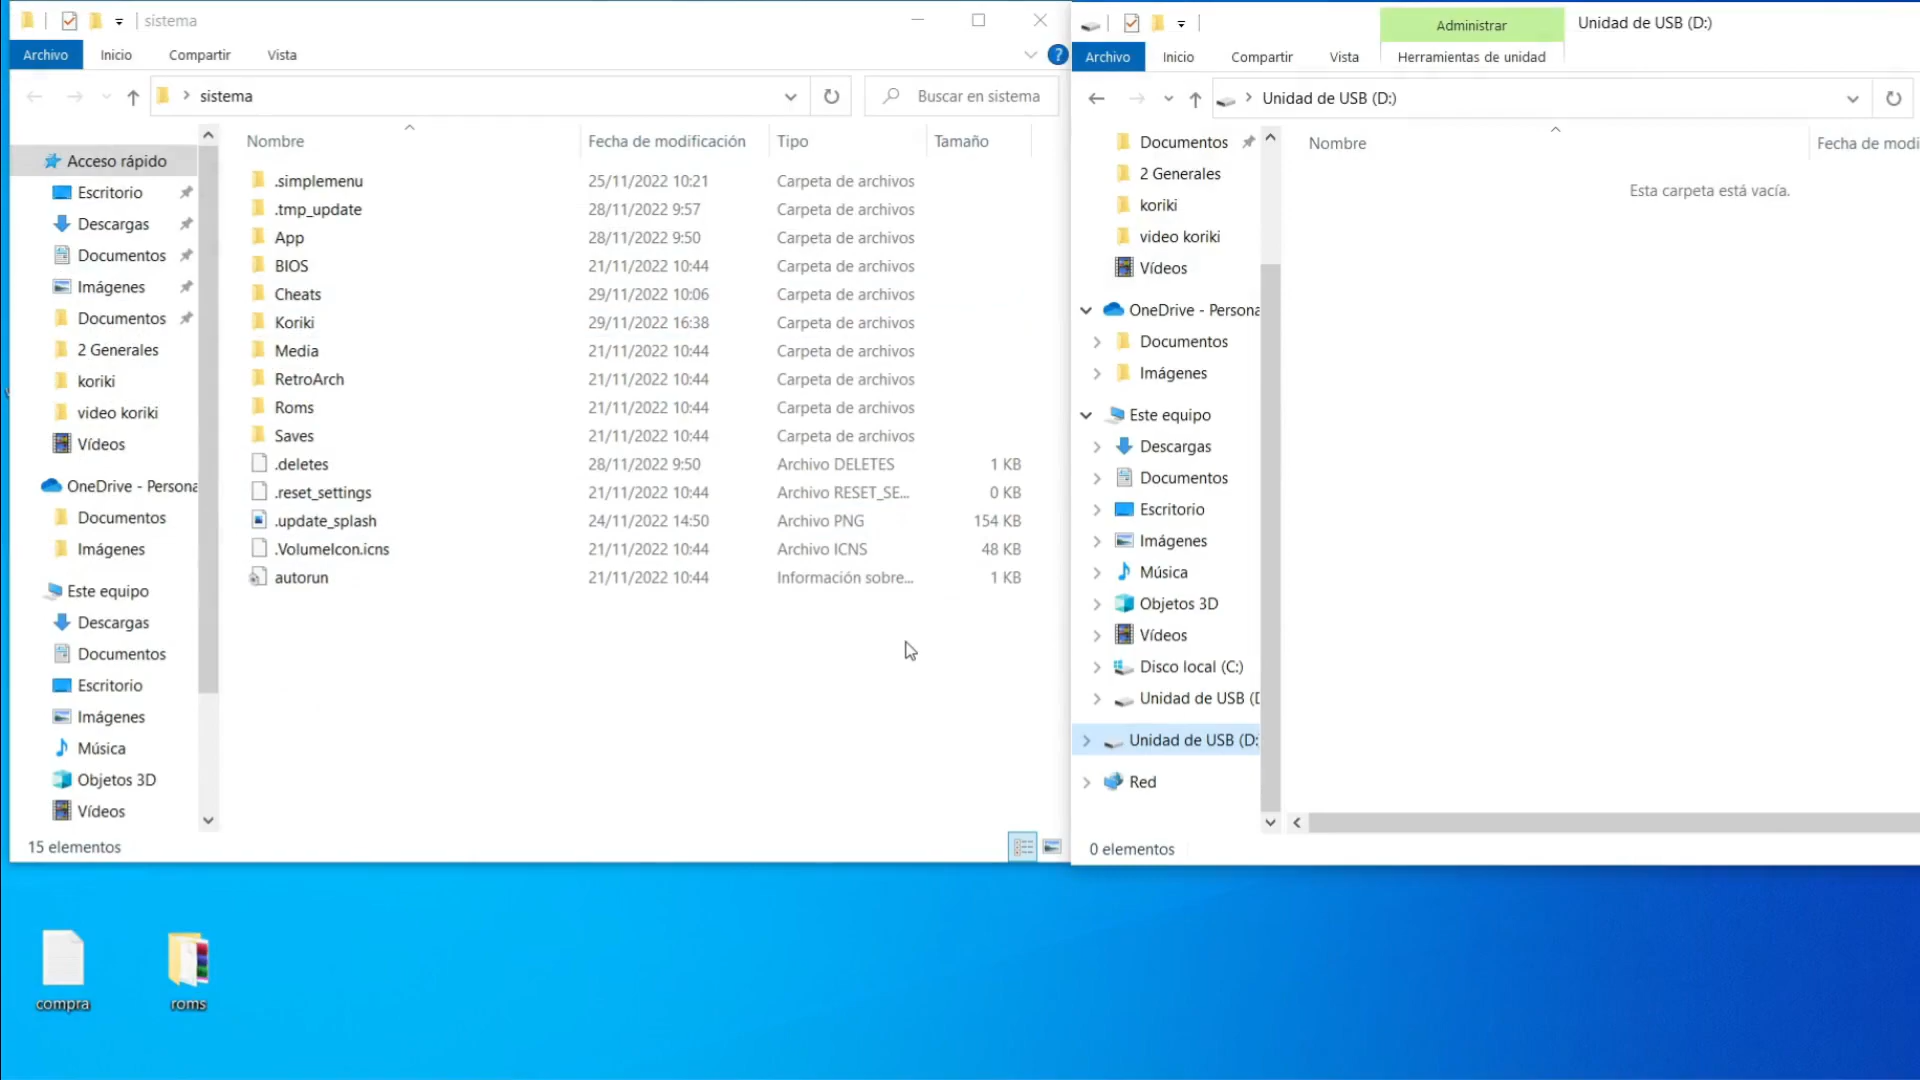 sistema
Archivo Inicio Compartir Vista
sistema
Buscar en sistema
Acceso rápido
Escritorio
Descargas
Documentos
Imágenes
Documentos
2 Generales
koriki
video koriki
Vídeos
OneDrive - Persona
Documentos
Imágenes
Este equipo
Descargas
Documentos
Escritorio
Imágenes
Música
Objetos 3D
Vídeos
Nombre Fecha de modificación Tipo Tamaño
.simplemenu 25/11/2022 10:21 Carpeta de archivos
.tmp_update 28/11/2022 9:57 Carpeta de archivos
App 28/11/2022 9:50 Carpeta de archivos
BIOS 21/11/2022 10:44 Carpeta de archivos
Cheats 29/11/2022 10:06 Carpeta de archivos
Koriki 29/11/2022 16:38 Carpeta de archivos
Media 21/11/2022 10:44 Carpeta de archivos
RetroArch 21/11/2022 10:44 Carpeta de archivos
Roms 21/11/2022 10:44 Carpeta de archivos
Saves 21/11/2022 10:44 Carpeta de archivos
.deletes 28/11/2022 9:50 Archivo DELETES 1 KB
.reset_settings 21/11/2022 10:44 Archivo RESET_SE... 0 KB
.update_splash 24/11/2022 14:50 Archivo PNG 154 KB
.VolumeIcon.icns 21/11/2022 10:44 Archivo ICNS 48 KB
autorun 21/11/2022 10:44 Información sobre... 1 KB
15 elementos
Administrar
Unidad de USB (D:)
Archivo Inicio Compartir Vista Herramientas de unidad
Unidad de USB (D:)
Documentos
2 Generales
koriki
video koriki
Vídeos
OneDrive - Persona
Documentos
Imágenes
Este equipo
Descargas
Documentos
Escritorio
Imágenes
Música
Objetos 3D
Vídeos
Disco local (C:)
Unidad de USB (D
Unidad de USB (D:
Red
Nombre Fecha de modi
Esta carpeta está vacía.
0 elementos
compra
roms